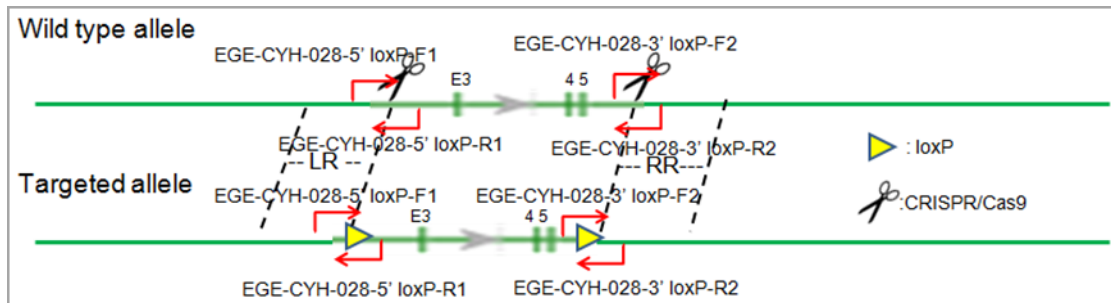 Wild type allele
EGE-CYH-028-5' loxP-F1
EGE-CYH-028-3' loxP-F2
E3
4 5
EGE-CYH-028-5' loxP-R1
EGE-CYH-028-3' loxP-R2
: loxP
-- LR --
--- RR---
Targeted allele
EGE-CYH-028-5' loxP-F1
EGE-CYH-028-3' loxP-F2
:CRISPR/Cas9
E3
4 5
EGE-CYH-028-5' loxP-R1
EGE-CYH-028-3' loxP-R2